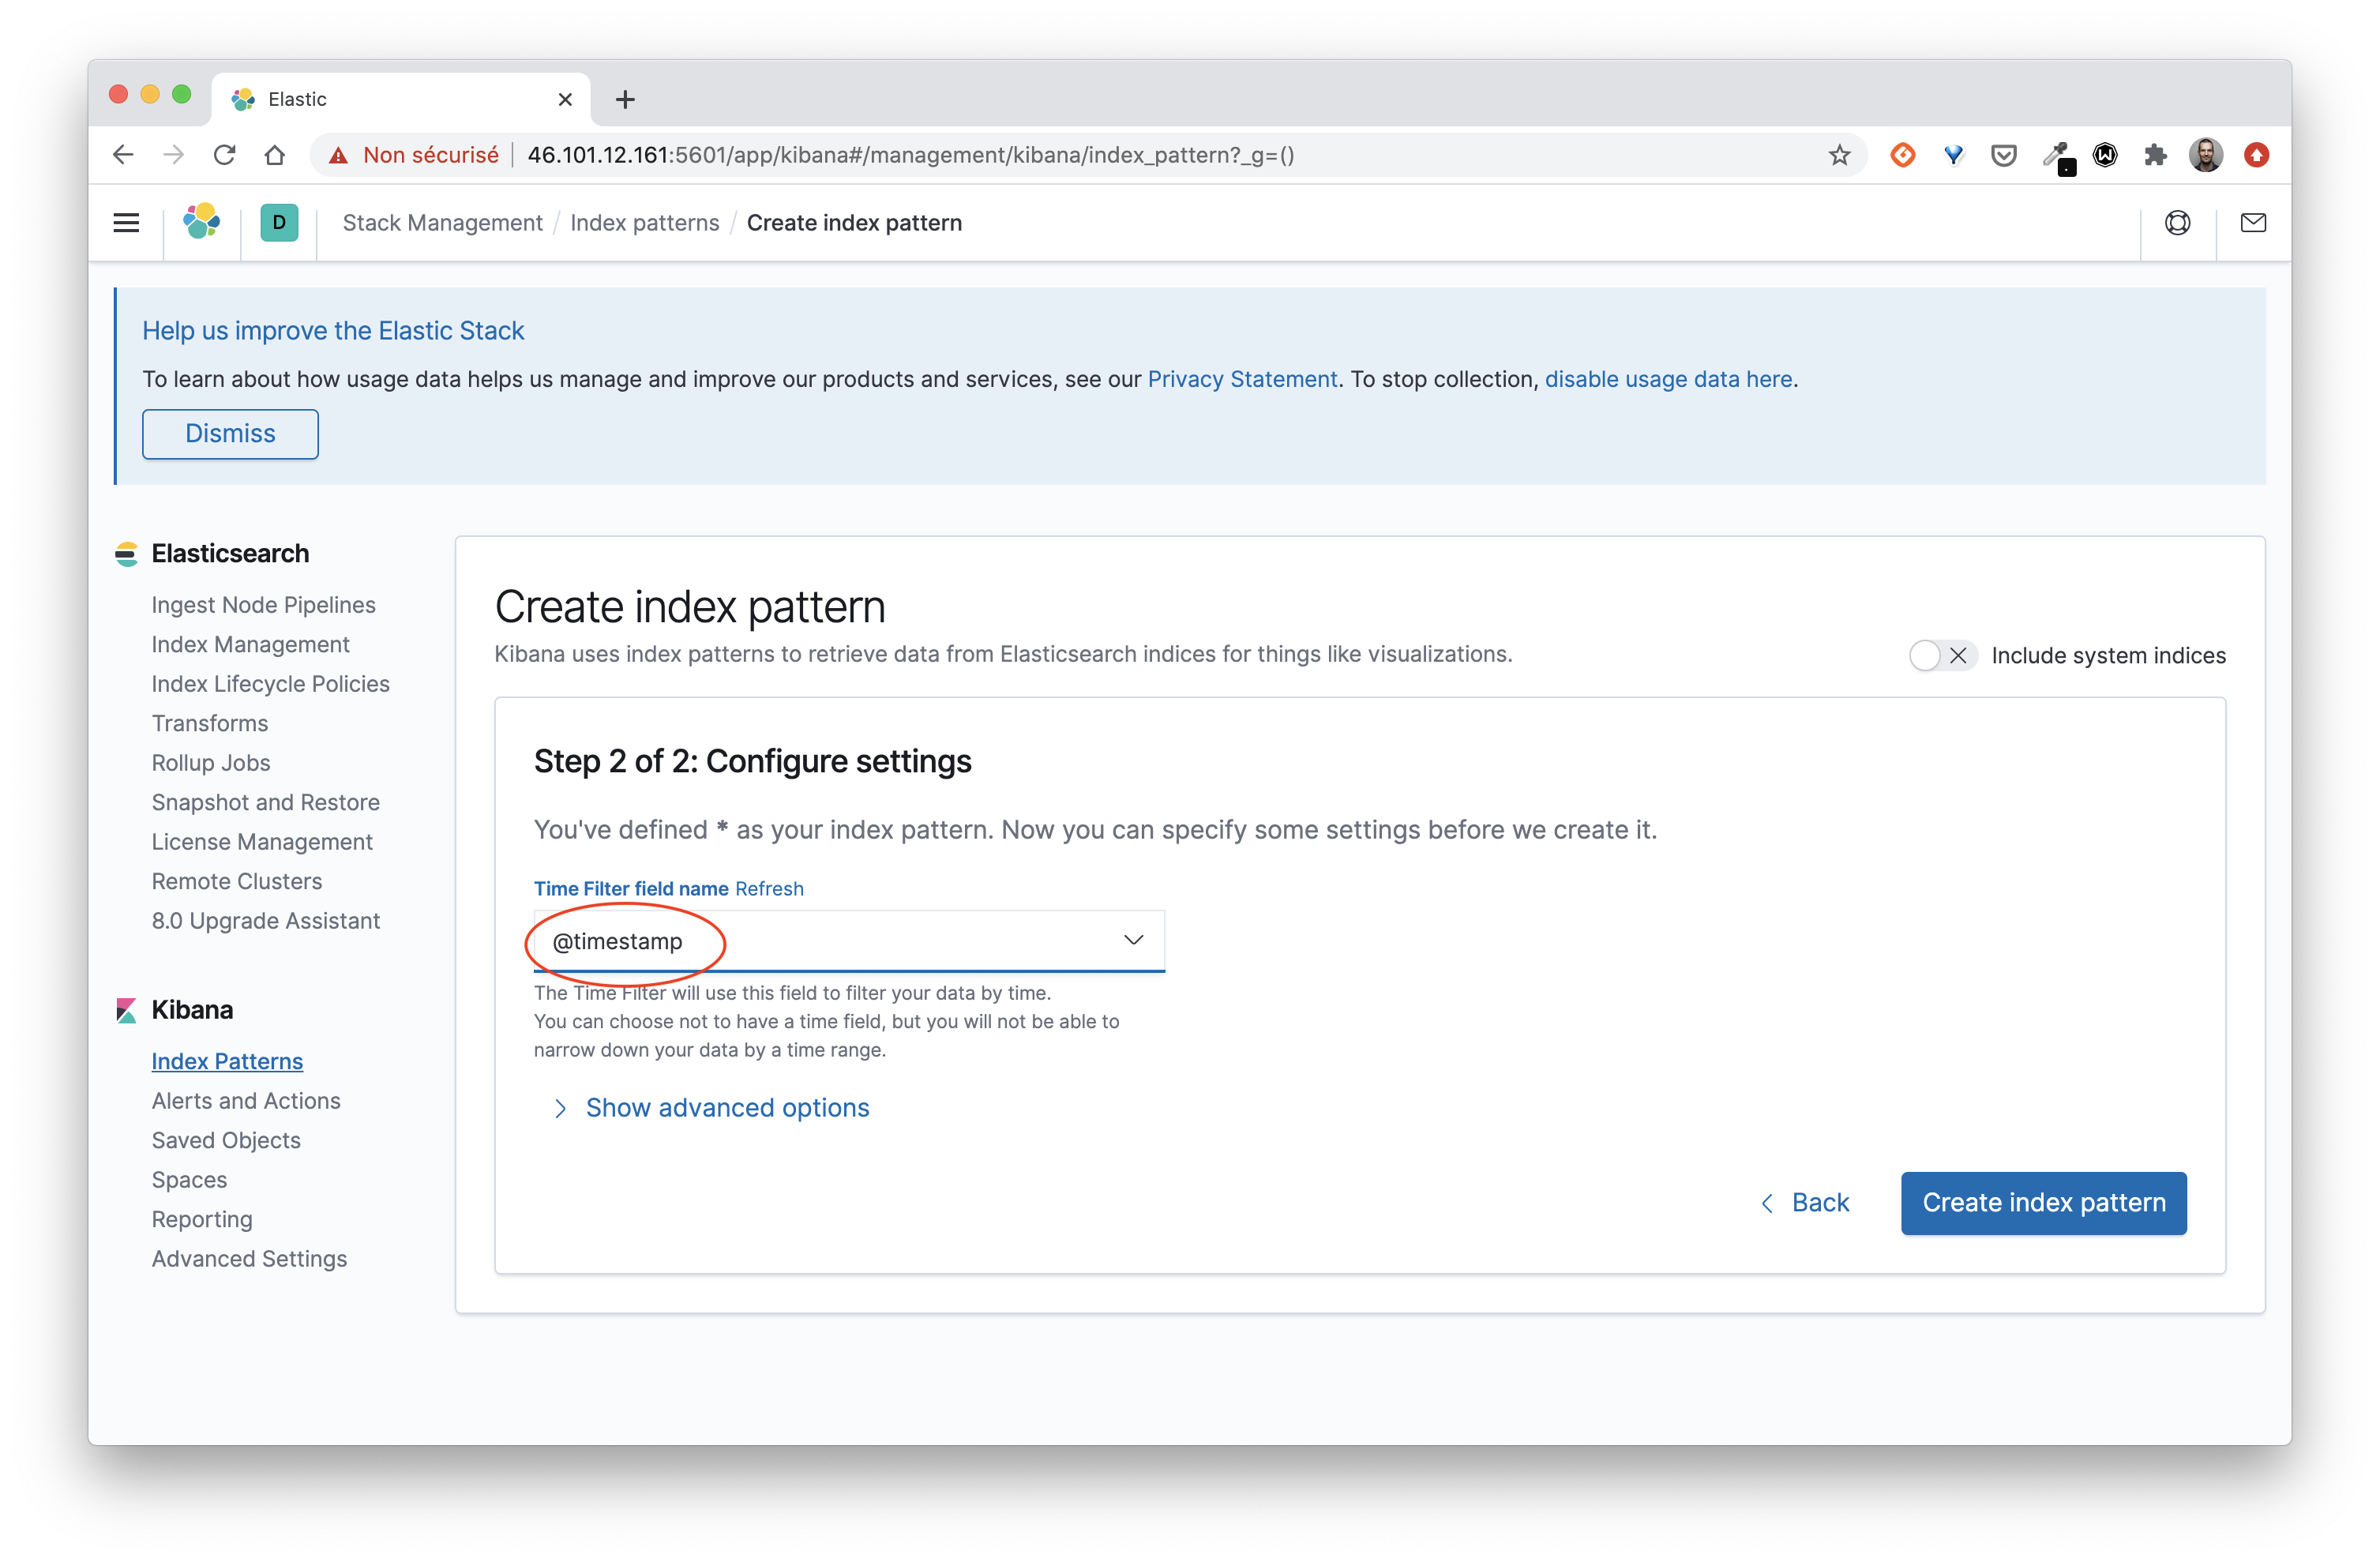 Elastic
Non sécurisé 46.101.12.161:5601/app/kibana#/management/kibana/index_pattern?_g=()
D Stack Management / Index patterns / Create index pattern
Help us improve the Elastic Stack
To learn about how usage data helps us manage and improve our products and services, see our Privacy Statement. To stop collection, disable usage data here.
Dismiss
Elasticsearch
Ingest Node Pipelines
Index Management
Index Lifecycle Policies
Transforms
Rollup Jobs
Snapshot and Restore
License Management
Remote Clusters
8.0 Upgrade Assistant
Kibana
Index Patterns
Alerts and Actions
Saved Objects
Spaces
Reporting
Advanced Settings
Create index pattern
Kibana uses index patterns to retrieve data from Elasticsearch indices for things like visualizations.
Include system indices
Step 2 of 2: Configure settings
You've defined * as your index pattern. Now you can specify some settings before we create it.
Time Filter field name Refresh
@timestamp
The Time Filter will use this field to filter your data by time.
You can choose not to have a time field, but you will not be able to
narrow down your data by a time range.
Show advanced options
Back
Create index pattern